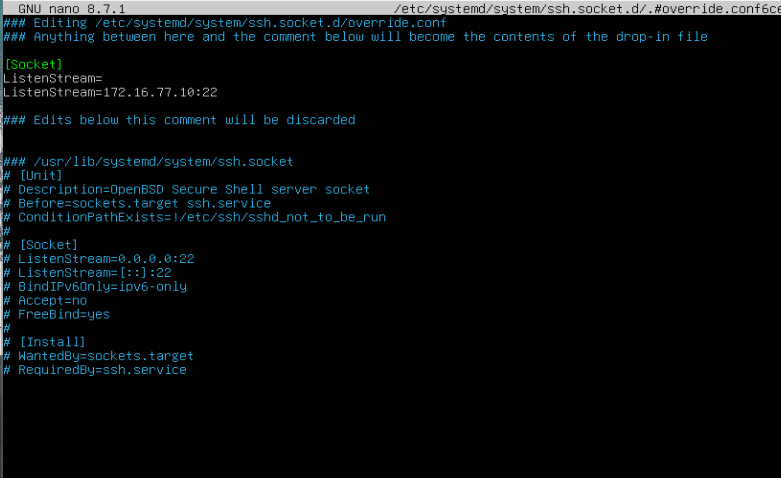 GNU nano 8.7.1 /etc/systemd/system/ssh.socket.d/.#override.conf6ce
### Editing /etc/systemd/system/ssh.socket.d/override.conf
### Anything between here and the comment below will become the contents of the drop-in file
[Socket]
ListenStream=
ListenStream=172.16.77.10:22
### Edits below this comment will be discarded
### /usr/lib/systemd/system/ssh.socket
# [Unit]
# Description=OpenBSD Secure Shell server socket
# Before=sockets.target ssh.service
# ConditionPathExists=!/etc/ssh/sshd_not_to_be_run
#
# [Socket]
# ListenStream=0.0.0.0:22
# ListenStream=[::]:22
# BindIPv6Only=ipv6-only
# Accept=no
# FreeBind=yes
#
# [Install]
# WantedBy=sockets.target
# RequiredBy=ssh.service